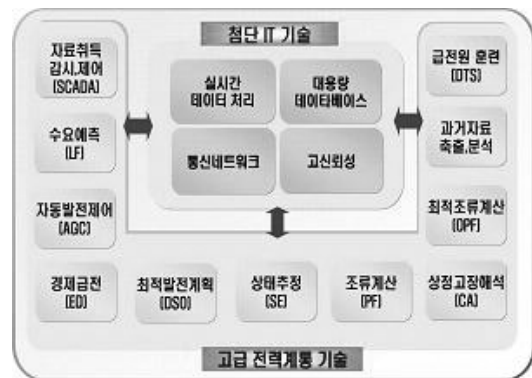 첨단 IT 기술
자료취득
감시,제어
(SCADA)
수요예측
(LF)
자동발전제어
(AGC)
실시간
데이터 처리
대용량
데이타베이스
통신네트워크
고신뢰성
급전원 훈련
(DTS)
과거자료
축출,분석
최적조류계산
(OPF)
경제급전
(ED)
최적발전계획
(DSO)
상태추정
(SE)
조류계산
(PF)
상정고장해석
(CA)
고급 전력계통 기술